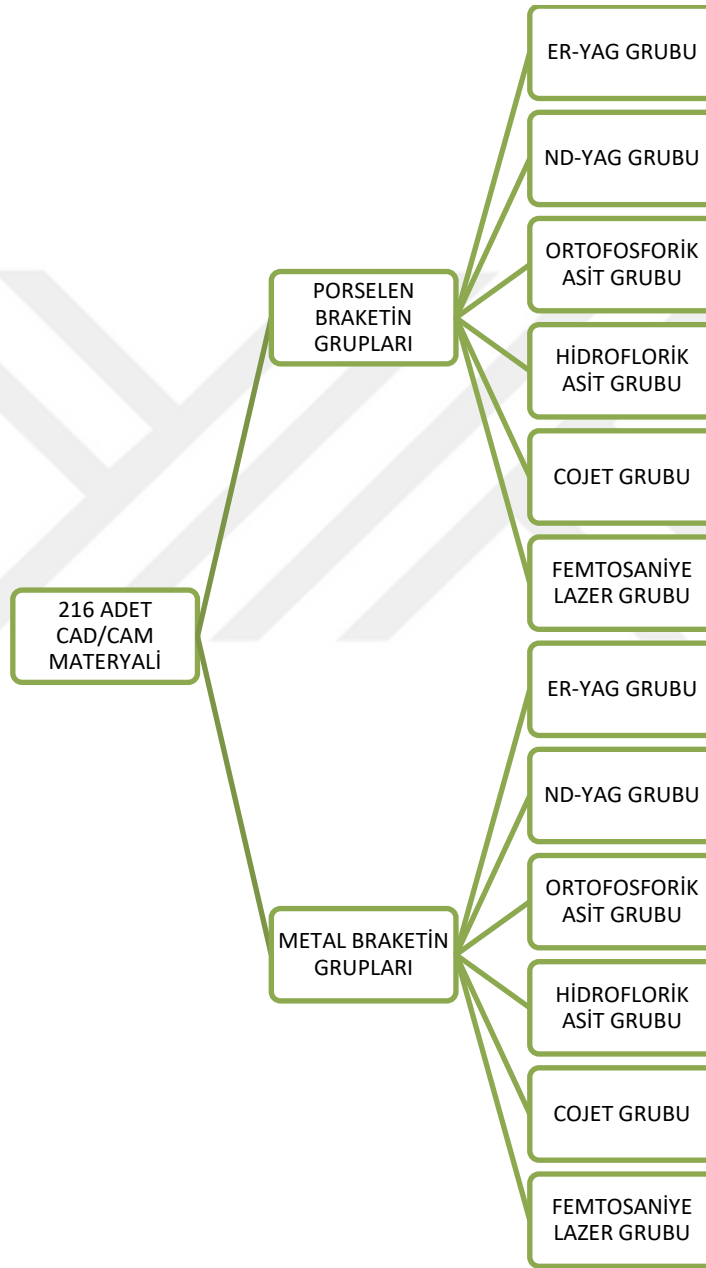 216 ADET
CAD/CAM
MATERYALİ
PORSELEN
BRAKETİN
GRUPLARI
ER-YAG GRUBU
ND-YAG GRUBU
ORTOFOSFORİK
ASİT GRUBU
HİDROFLORİK
ASİT GRUBU
COJET GRUBU
FEMTOSANİYE
LAZER GRUBU
METAL BRAKETİN
GRUPLARI
ER-YAG GRUBU
ND-YAG GRUBU
ORTOFOSFORİK
ASİT GRUBU
HİDROFLORİK
ASİT GRUBU
COJET GRUBU
FEMTOSANİYE
LAZER GRUBU